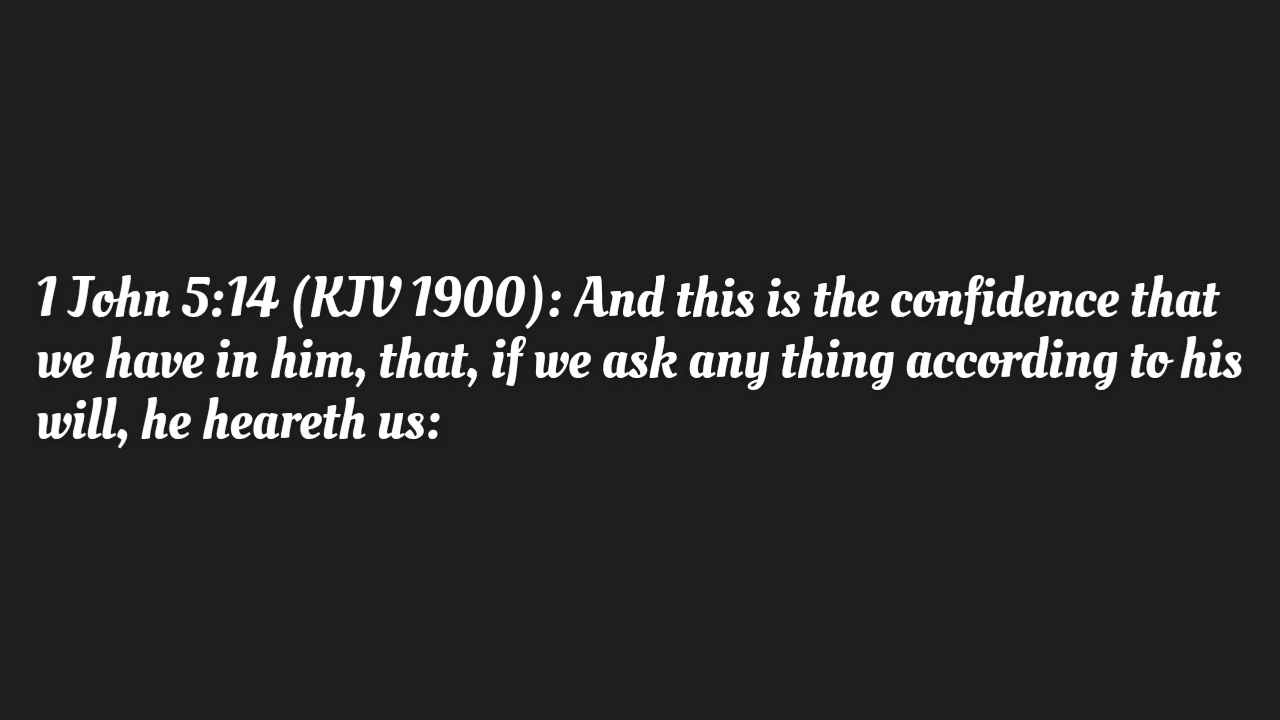 1 John 5:14 (KJV 1900): And this is the confidence that
we have in him, that, if we ask any thing according to his
will, he heareth us: